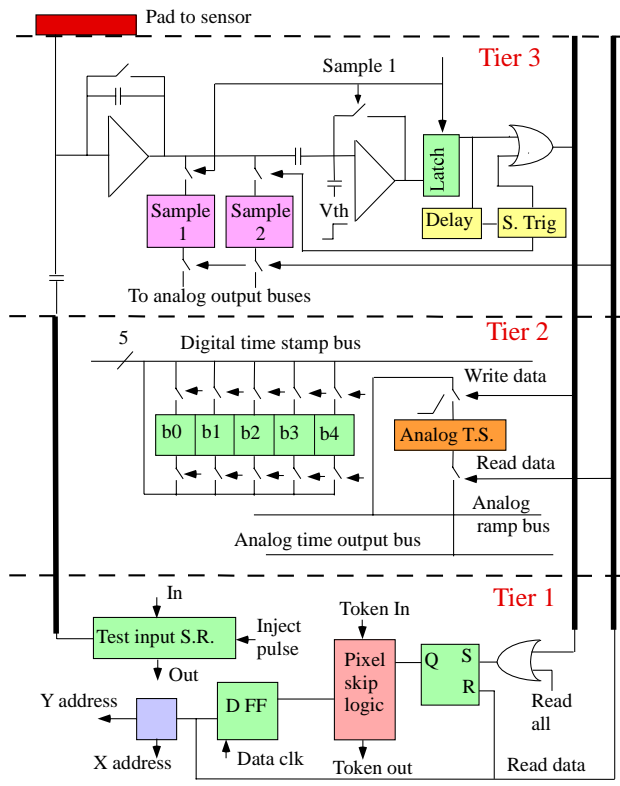 Pad to sensor
Tier 3
Sample 1
Latch
Sample
1
Sample
2
Vth
Delay
S. Trig
To analog output buses
Tier 2
5
Digital time stamp bus
Write data
b0
b1
b2
b3
b4
Analog T.S.
Read data
Analog
ramp bus
Analog time output bus
Tier 1
In
Token In
Test input S.R.
Inject
pulse
Out
Pixel
skip
logic
Q
S
R
Read
all
Y address
D FF
X address
Data clk
Token out
Read data